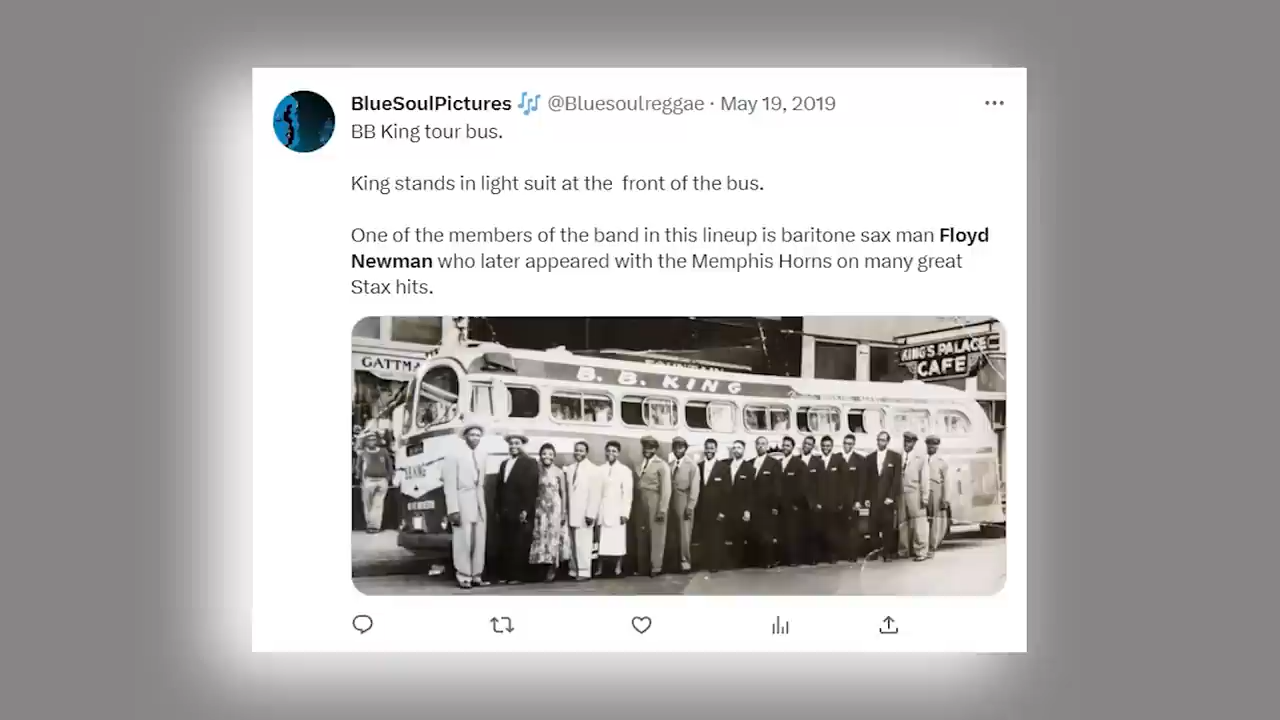 BlueSoulPictures 🎶 @Bluesoulreggae · May 19, 2019
BB King tour bus.
King stands in light suit at the  front of the bus.
One of the members of the band in this lineup is baritone sax man Floyd
Newman who later appeared with the Memphis Horns on many great
Stax hits.
GATTMA
B. B. KING
KING'S PALACE
CAFE